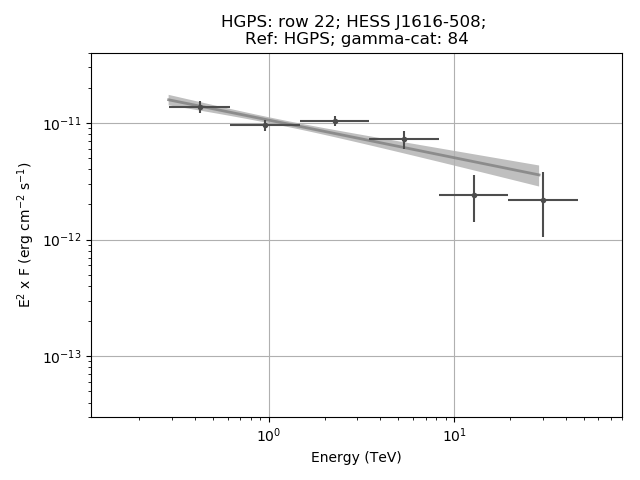 HGPS: row 22; HESS J1616-508;
Ref: HGPS; gamma-cat: 84
E² x F (erg cm⁻² s⁻¹)
10⁻¹¹
10⁻¹²
10⁻¹³
10⁰ 10¹
Energy (TeV)